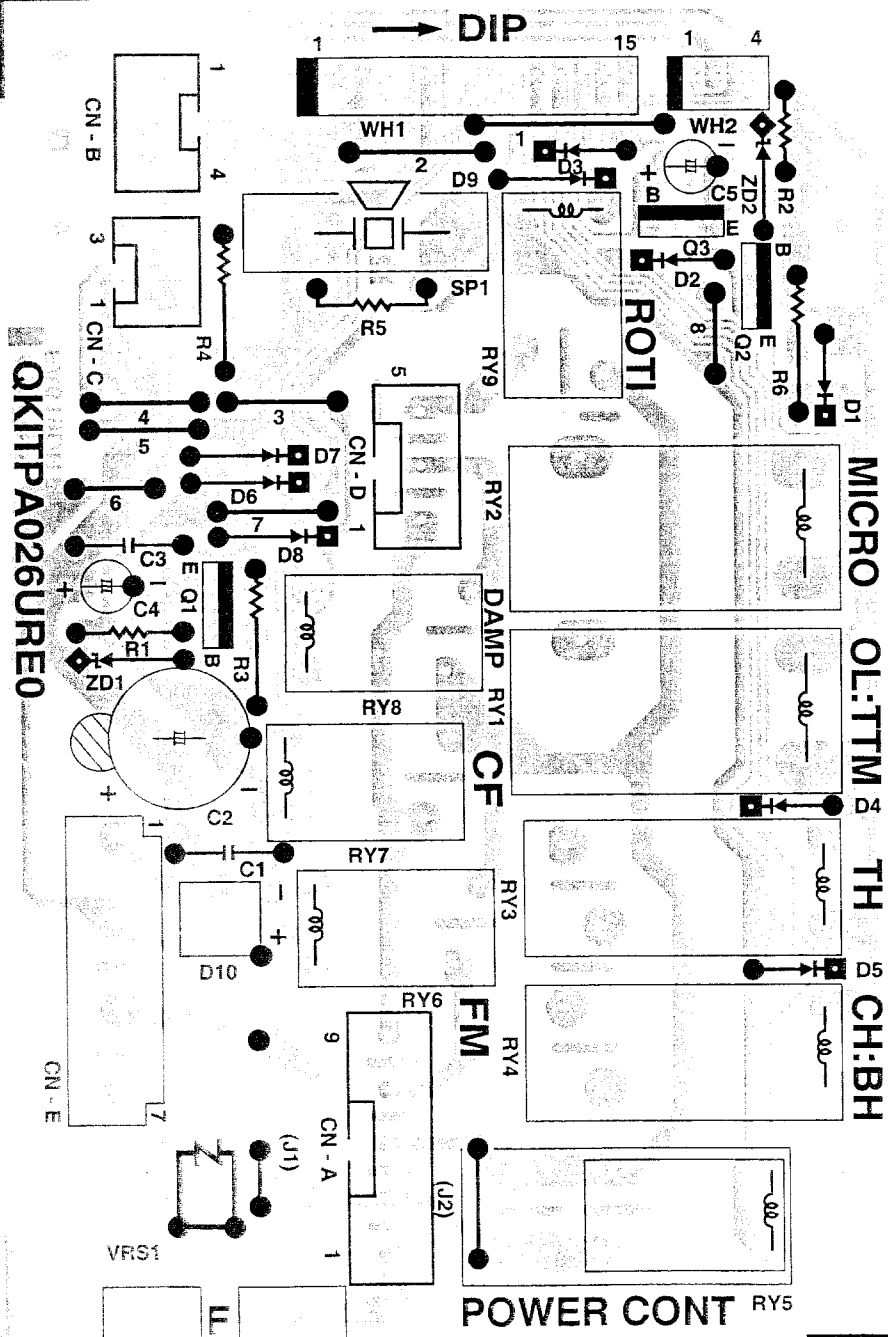 DIP
1
15
1
4
1
CN - B
WH1
WH2
1
2
4
D3
D9
+
B
-
C5
ZD2
R2
3
1
CN - C
R4
SP1
R5
E
Q3
D2
B
8
Q2
E
R6
D1
RY9
ROTI
5
4
3
5
CN - D
1
D7
D6
6
7
D8
RY2
MICRO
QKITPA026URE0
C3
+
-
C4
E
Q1
B
R1
R3
ZD1
DAMP
RY8
RY1
OL:TTM
+
-
C2
CF
D4
1
C1
RY7
-
+
D10
RY3
TH
D5
RY6
FM
9
RY4
CH:BH
CN - E
7
CN - A
(J1)
(J2)
1
VRS1
F
POWER CONT
RY5